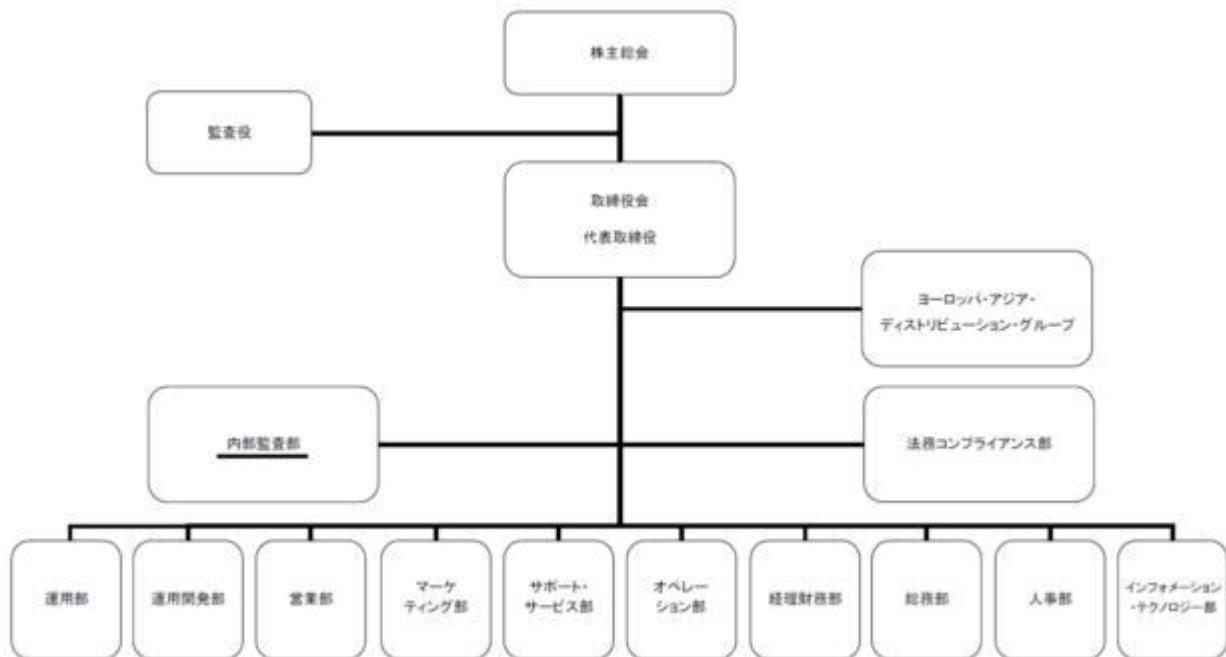 株主総会
監査役
取締役会
代表取締役
ヨーロッパ・アジア・
ディストリビューション・グループ
内部監査部
法務コンプライアンス部
運用部
運用開発部
営業部
マーケ
ティング部
サポート・
サービス部
オペレー
ション部
経理財務部
総務部
人事部
インフォメーション
・テクノロジー部